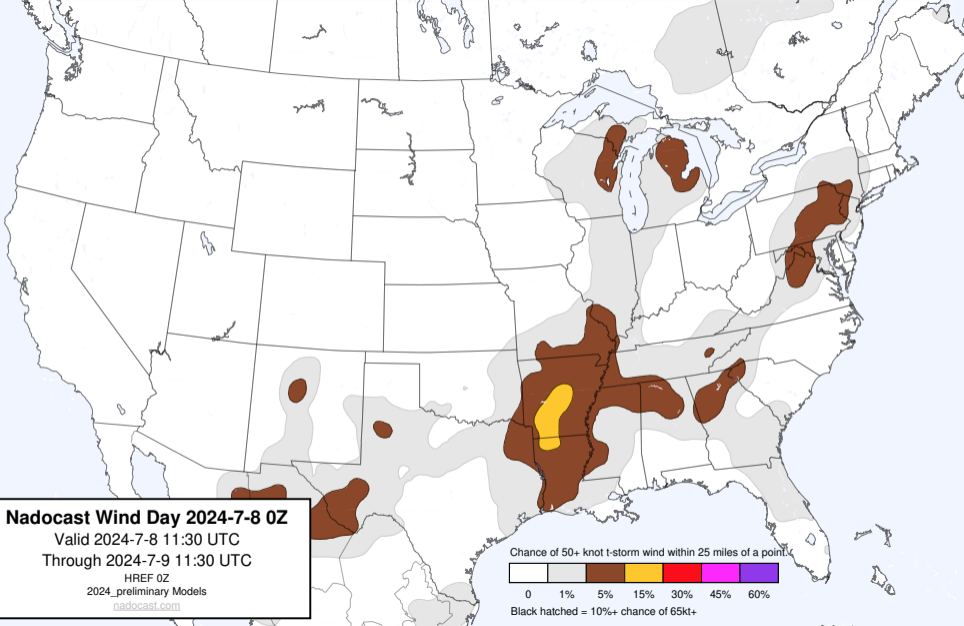 Nadocast Wind Day 2024-7-8 0Z
Valid 2024-7-8 11:30 UTC
Through 2024-7-9 11:30 UTC
HREF 0Z
2024_preliminary Models
nadocast.com
Chance of 50+ knot t-storm wind within 25 miles of a point.
0 1% 5% 15% 30% 45% 60%
Black hatched = 10%+ chance of 65kt+